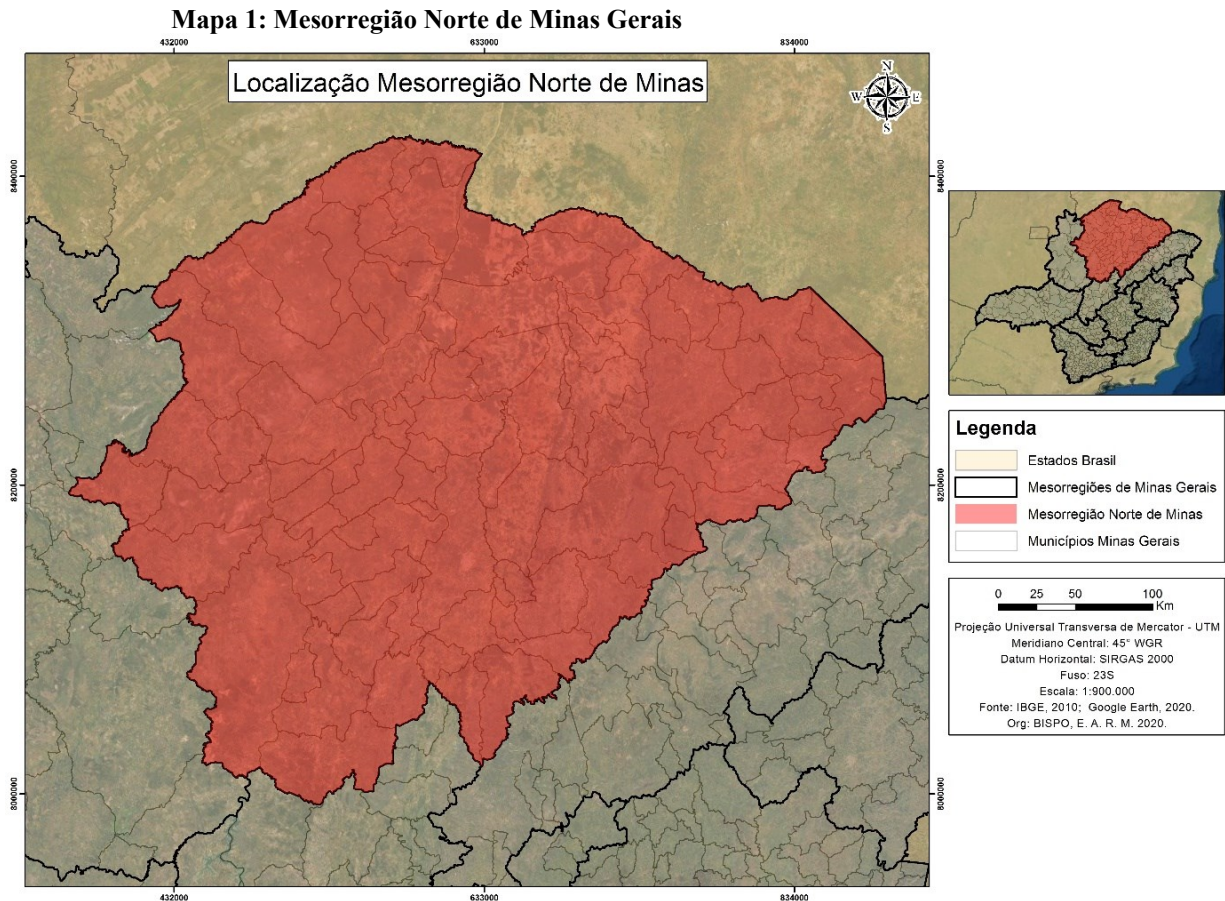 Mapa 1: Mesorregião Norte de Minas Gerais
432000 633000 834000
Localização Mesorregião Norte de Minas
N
W E
S
8400000 8400000
8200000 8200000
8000000 8000000
432000 633000 834000
Legenda
Estados Brasil
Mesorregiões de Minas Gerais
Mesorregião Norte de Minas
Municípios Minas Gerais
0 25 50 100
Km
Projeção Universal Transversa de Mercator - UTM
Meridiano Central: 45° WGR
Datum Horizontal: SIRGAS 2000
Fuso: 23S
Escala: 1:900.000
Fonte: IBGE, 2010; Google Earth, 2020.
Org: BISPO, E. A. R. M. 2020.